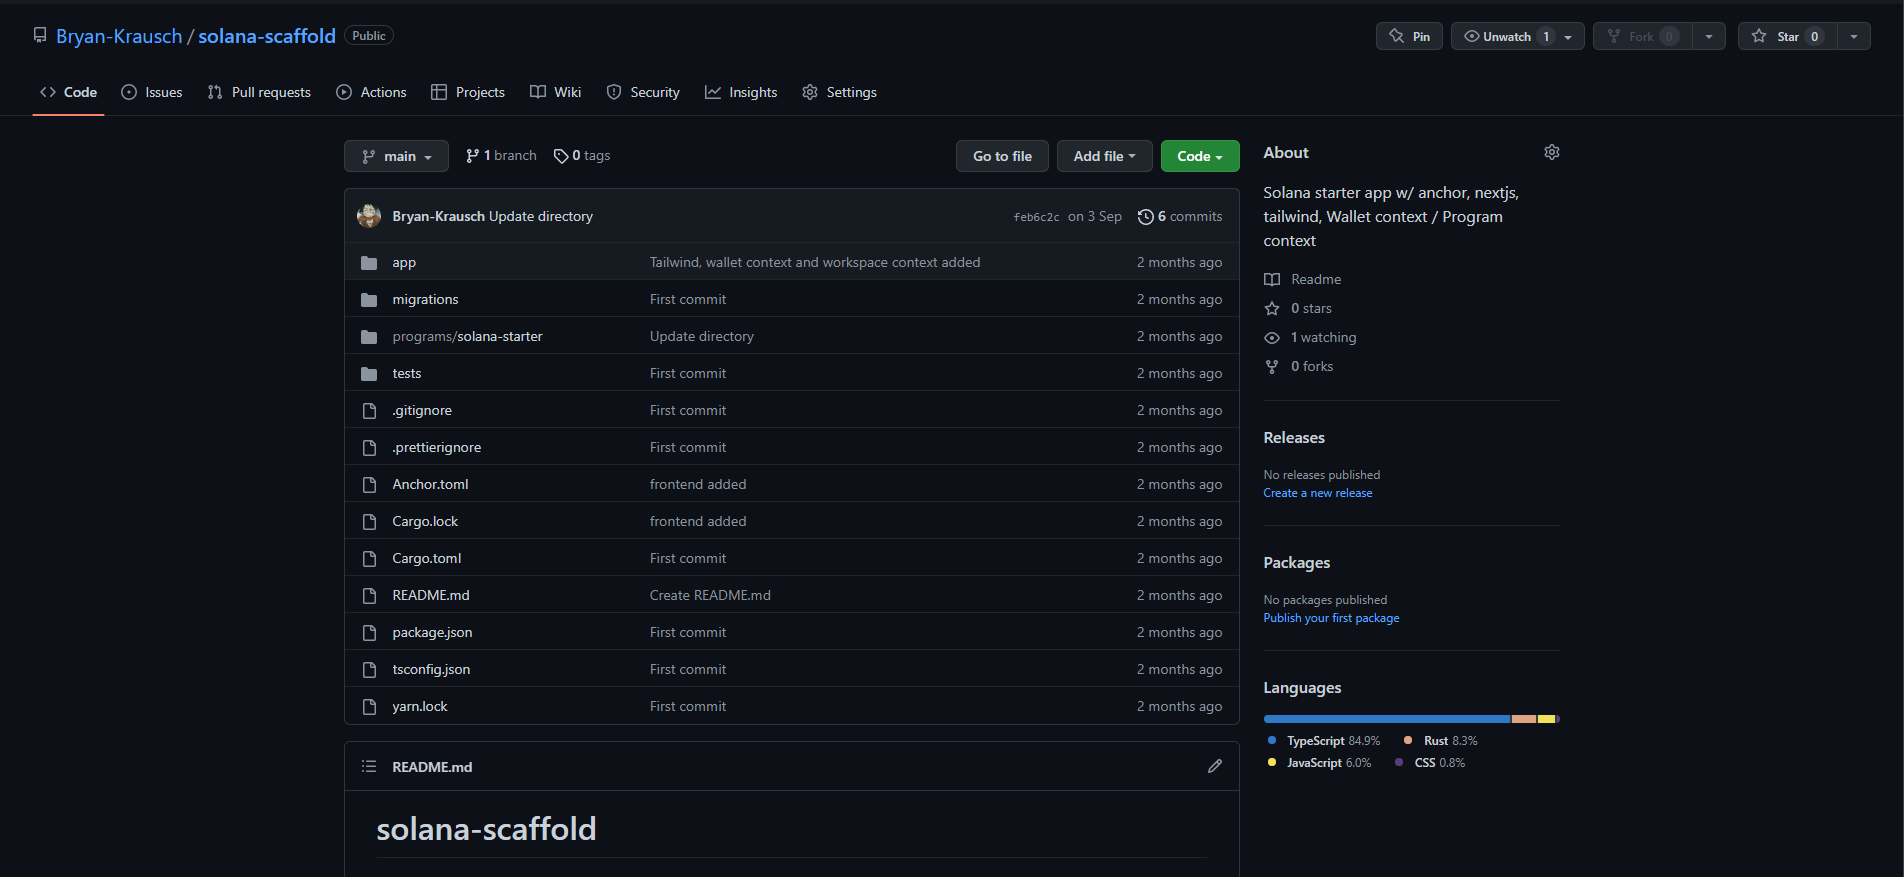 Bryan-Krausch / solana-scaffold Public
Pin Unwatch 1 Fork 0 Star 0
Code Issues Pull requests Actions Projects Wiki Security Insights Settings
main 1 branch 0 tags Go to file Add file Code
Bryan-Krausch Update directory feb6c2c on 3 Sep 6 commits
app Tailwind, wallet context and workspace context added 2 months ago
migrations First commit 2 months ago
programs/solana-starter Update directory 2 months ago
tests First commit 2 months ago
.gitignore First commit 2 months ago
.prettierignore First commit 2 months ago
Anchor.toml frontend added 2 months ago
Cargo.lock frontend added 2 months ago
Cargo.toml First commit 2 months ago
README.md Create README.md 2 months ago
package.json First commit 2 months ago
tsconfig.json First commit 2 months ago
yarn.lock First commit 2 months ago
README.md
solana-scaffold
About
Solana starter app w/ anchor, nextjs,
tailwind, Wallet context / Program
context
Readme
0 stars
1 watching
0 forks
Releases
No releases published
Create a new release
Packages
No packages published
Publish your first package
Languages
TypeScript 84.9% Rust 8.3%
JavaScript 6.0% CSS 0.8%